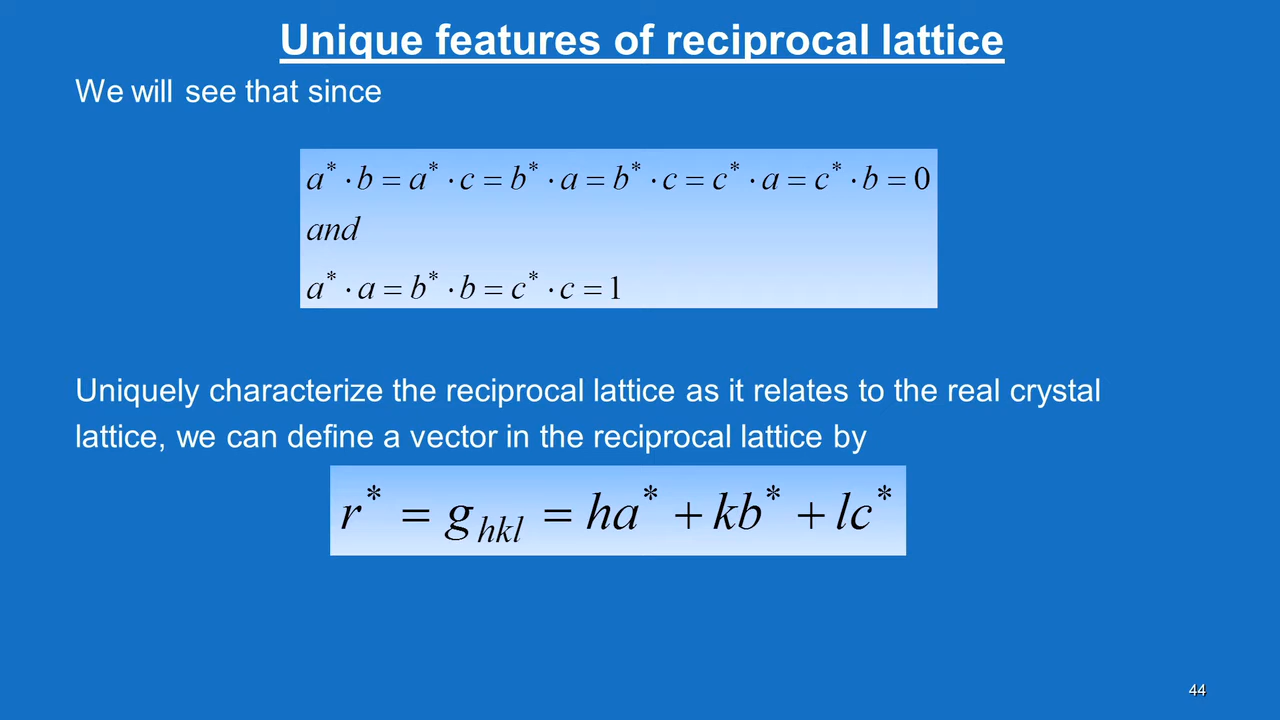 Unique features of reciprocal lattice
We will see that since
a* · b = a* · c = b* · a = b* · c = c* · a = c* · b = 0
and
a* · a = b* · b = c* · c = 1
Uniquely characterize the reciprocal lattice as it relates to the real crystal
lattice, we can define a vector in the reciprocal lattice by
r* = g_hkl = ha* + kb* + lc*
44